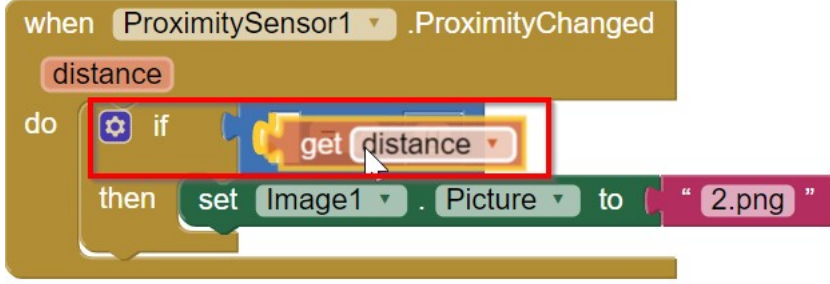 when ProximitySensor1 .ProximityChanged
distance
do if get distance
then set Image1 . Picture to “ 2.png ”